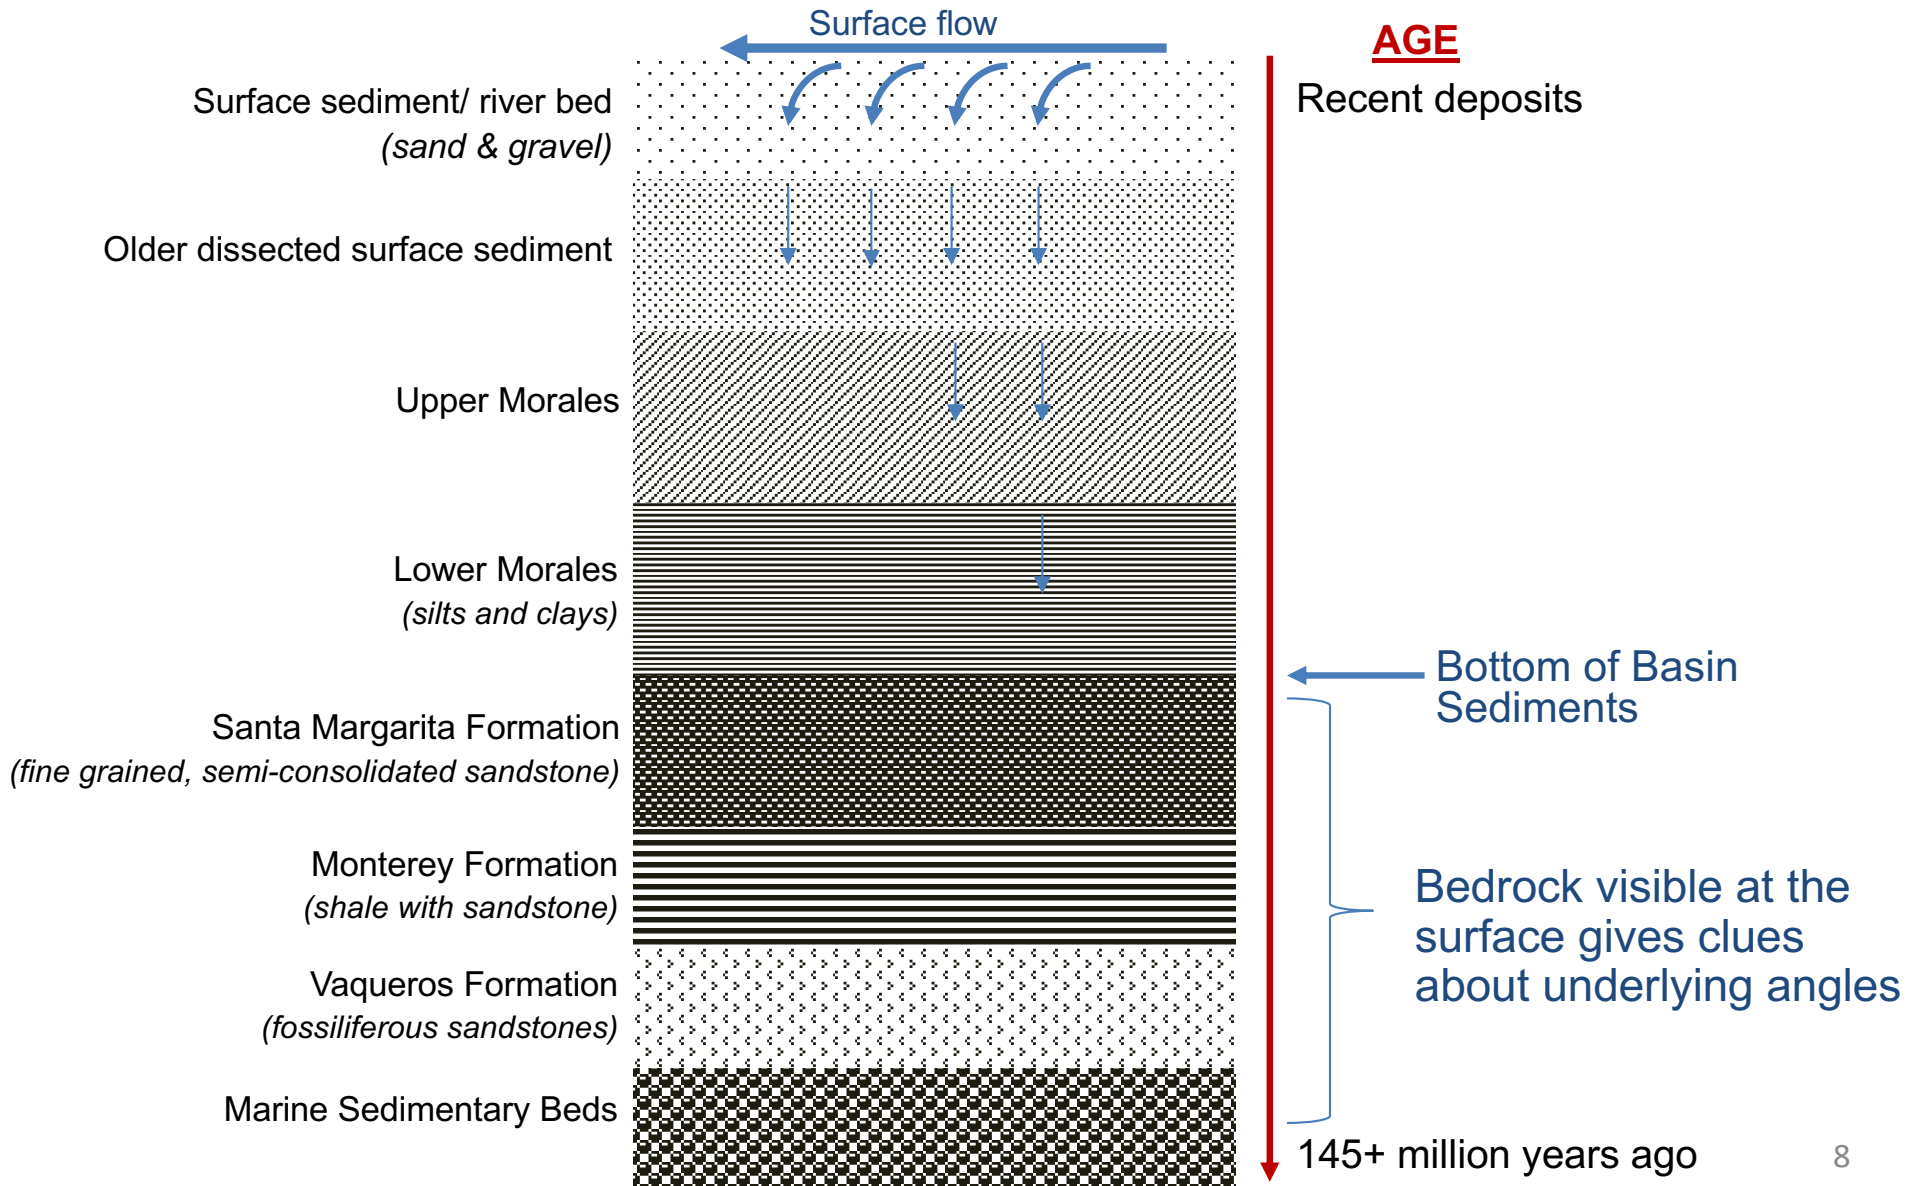 Surface flow
AGE
Surface sediment/ river bed
(sand & gravel)
Recent deposits
Older dissected surface sediment
Upper Morales
Lower Morales
(silts and clays)
Bottom of Basin
Sediments
Santa Margarita Formation
(fine grained, semi-consolidated sandstone)
Monterey Formation
(shale with sandstone)
Bedrock visible at the
surface gives clues
about underlying angles
Vaqueros Formation
(fossiliferous sandstones)
Marine Sedimentary Beds
145+ million years ago
8